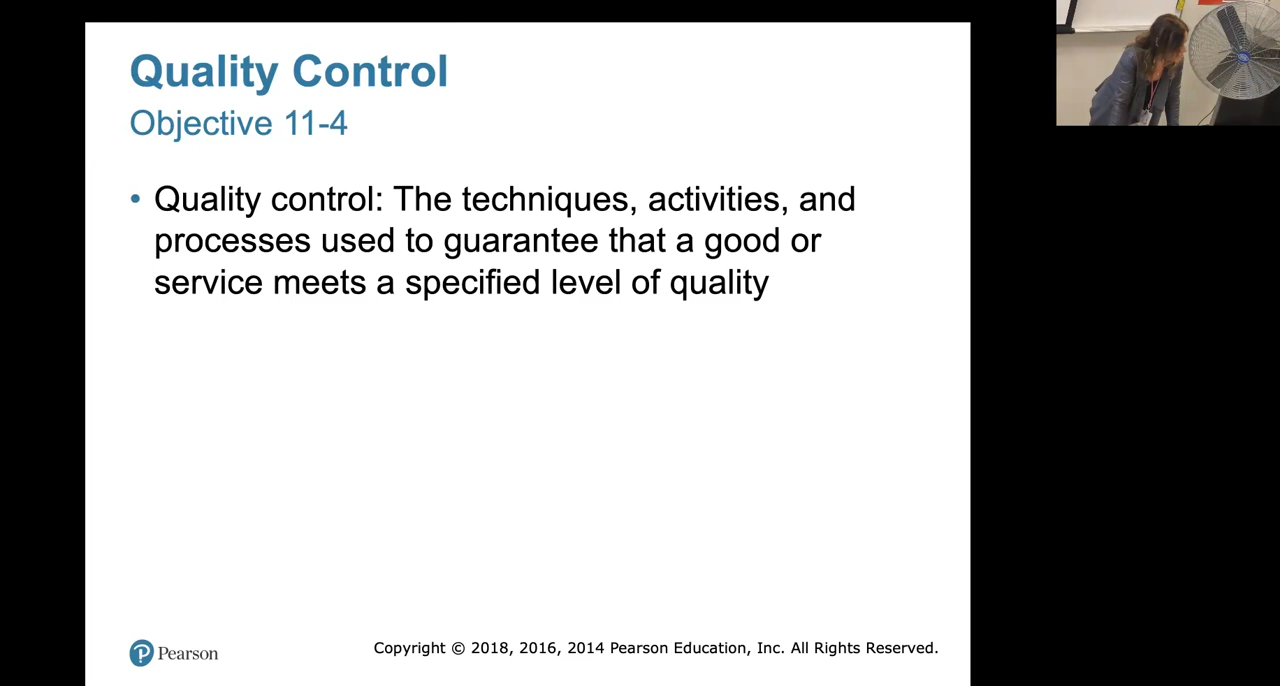 Quality Control
Objective 11-4
• Quality control: The techniques, activities, and
processes used to guarantee that a good or
service meets a specified level of quality
Pearson
Copyright © 2018, 2016, 2014 Pearson Education, Inc. All Rights Reserved.